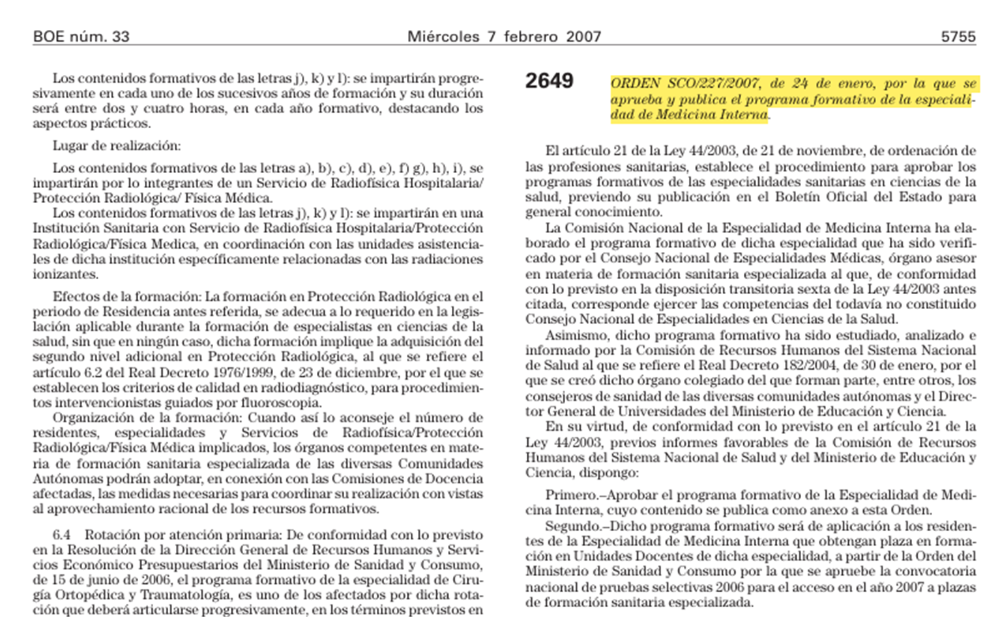 BOE núm. 33 Miércoles 7 febrero 2007 5755
Los contenidos formativos de las letras j), k) y l): se impartirán progre-
sivamente en cada uno de los sucesivos años de formación y su duración
será entre dos y cuatro horas, en cada año formativo, destacando los
aspectos prácticos.
Lugar de realización:
Los contenidos formativos de las letras a), b), c), d), e), f) g), h), i), se
impartirán por lo integrantes de un Servicio de Radiofísica Hospitalaria/
Protección Radiológica/ Física Médica.
Los contenidos formativos de las letras j), k) y l): se impartirán en una
Institución Sanitaria con Servicio de Radiofísica Hospitalaria/Protección
Radiológica/Física Medica, en coordinación con las unidades asistencia-
les de dicha institución específicamente relacionadas con las radiaciones
ionizantes.
Efectos de la formación: La formación en Protección Radiológica en el
periodo de Residencia antes referida, se adecua a lo requerido en la legis-
lación aplicable durante la formación de especialistas en ciencias de la
salud, sin que en ningún caso, dicha formación implique la adquisición del
segundo nivel adicional en Protección Radiológica, al que se refiere el
artículo 6.2 del Real Decreto 1976/1999, de 23 de diciembre, por el que se
establecen los criterios de calidad en radiodiagnóstico, para procedimien-
tos intervencionistas guiados por fluoroscopia.
Organización de la formación: Cuando así lo aconseje el número de
residentes, especialidades y Servicios de Radiofísica/Protección
Radiológica/Física Médica implicados, los órganos competentes en mate-
ria de formación sanitaria especializada de las diversas Comunidades
Autónomas podrán adoptar, en conexión con las Comisiones de Docencia
afectadas, las medidas necesarias para coordinar su realización con vistas
al aprovechamiento racional de los recursos formativos.
6.4 Rotación por atención primaria: De conformidad con lo previsto
en la Resolución de la Dirección General de Recursos Humanos y Servi-
cios Económico Presupuestarios del Ministerio de Sanidad y Consumo,
de 15 de junio de 2006, el programa formativo de la especialidad de Ciru-
gía Ortopédica y Traumatología, es uno de los afectados por dicha rota-
ción que deberá articularse progresivamente, en los términos previstos en
2649 ORDEN SCO/227/2007, de 24 de enero, por la que se
aprueba y publica el programa formativo de la especiali-
dad de Medicina Interna.
El artículo 21 de la Ley 44/2003, de 21 de noviembre, de ordenación de
las profesiones sanitarias, establece el procedimiento para aprobar los
programas formativos de las especialidades sanitarias en ciencias de la
salud, previendo su publicación en el Boletín Oficial del Estado para
general conocimiento.
La Comisión Nacional de la Especialidad de Medicina Interna ha ela-
borado el programa formativo de dicha especialidad que ha sido verifi-
cado por el Consejo Nacional de Especialidades Médicas, órgano asesor
en materia de formación sanitaria especializada al que, de conformidad
con lo previsto en la disposición transitoria sexta de la Ley 44/2003 antes
citada, corresponde ejercer las competencias del todavía no constituido
Consejo Nacional de Especialidades en Ciencias de la Salud.
Asimismo, dicho programa formativo ha sido estudiado, analizado e
informado por la Comisión de Recursos Humanos del Sistema Nacional
de Salud al que se refiere el Real Decreto 182/2004, de 30 de enero, por el
que se creó dicho órgano colegiado del que forman parte, entre otros, los
consejeros de sanidad de las diversas comunidades autónomas y el Direc-
tor General de Universidades del Ministerio de Educación y Ciencia.
En su virtud, de conformidad con lo previsto en el artículo 21 de la
Ley 44/2003, previos informes favorables de la Comisión de Recursos
Humanos del Sistema Nacional de Salud y del Ministerio de Educación y
Ciencia, dispongo:
Primero.–Aprobar el programa formativo de la Especialidad de Medi-
cina Interna, cuyo contenido se publica como anexo a esta Orden.
Segundo.–Dicho programa formativo será de aplicación a los residen-
tes de la Especialidad de Medicina Interna que obtengan plaza en forma-
ción en Unidades Docentes de dicha especialidad, a partir de la Orden del
Ministerio de Sanidad y Consumo por la que se apruebe la convocatoria
nacional de pruebas selectivas 2006 para el acceso en el año 2007 a plazas
de formación sanitaria especializada.